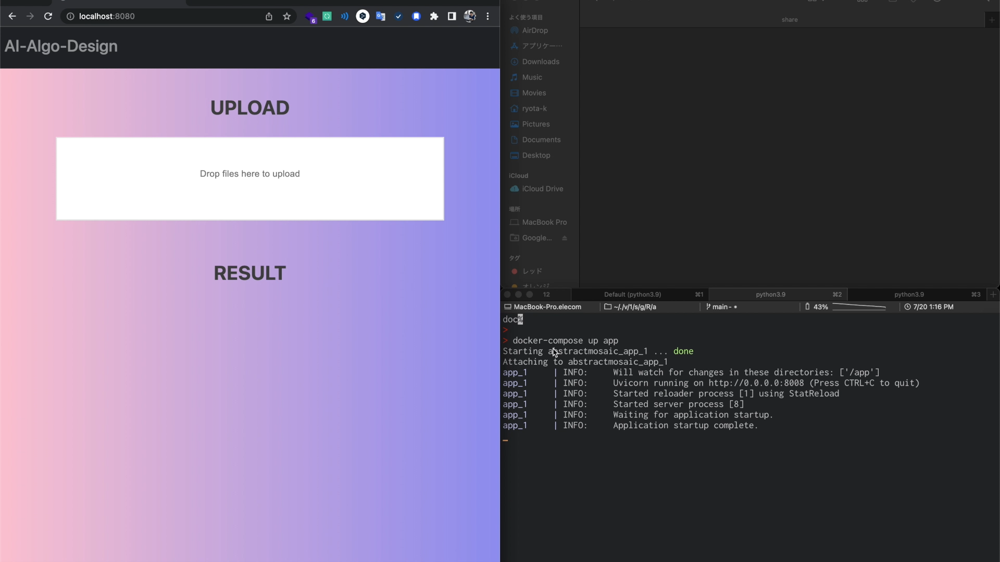 localhost:8080
6
AI-Algo-Design
UPLOAD
Drop files here to upload
RESULT
よく使う項目
AirDrop
アプリケー…
Downloads
Music
Movies
ryota-k
Pictures
Documents
Desktop
iCloud
iCloud Drive
場所
MacBook Pro
Google...
タグ
レッド
オレンジ
share
12
Default (python3.9) ⌘1
python3.9 ⌘2
python3.9 ⌘3
MacBook-Pro.elecom
~/./v/1/s/g/R/a
main- •
43%
7/20 1:16 PM
doc%
>
> docker-compose up app
Starting abstractmosaic_app_1 ... done
Attaching to abstractmosaic_app_1
app_1 | INFO: Will watch for changes in these directories: ['/app']
app_1 | INFO: Uvicorn running on http://0.0.0.0:8008 (Press CTRL+C to quit)
app_1 | INFO: Started reloader process [1] using StatReload
app_1 | INFO: Started server process [8]
app_1 | INFO: Waiting for application startup.
app_1 | INFO: Application startup complete.